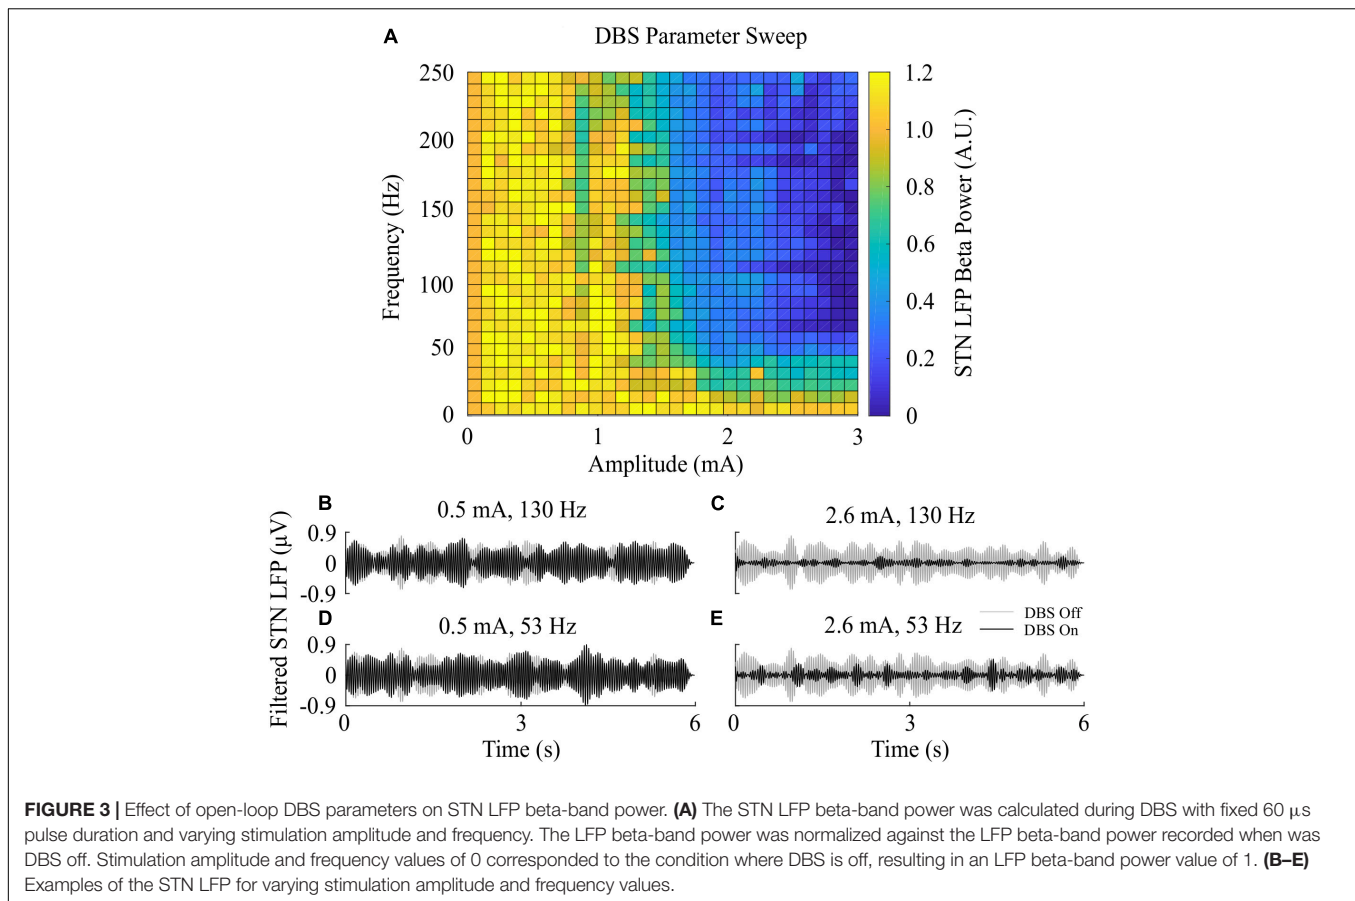 A
DBS Parameter Sweep
250
200
150
100
50
0
Frequency (Hz)
0 1 2 3
Amplitude (mA)
1.2
1.0
0.8
0.6
0.4
0.2
0
STN LFP Beta Power (A.U.)
B
0.5 mA, 130 Hz
0.9
0
-0.9
C
2.6 mA, 130 Hz
Filtered STN LFP (μV)
D
0.5 mA, 53 Hz
0.9
0
-0.9
0 3 6
Time (s)
E
2.6 mA, 53 Hz
DBS Off
DBS On
0 3 6
Time (s)
FIGURE 3 | Effect of open-loop DBS parameters on STN LFP beta-band power. (A) The STN LFP beta-band power was calculated during DBS with fixed 60 μs
pulse duration and varying stimulation amplitude and frequency. The LFP beta-band power was normalized against the LFP beta-band power recorded when was
DBS off. Stimulation amplitude and frequency values of 0 corresponded to the condition where DBS is off, resulting in an LFP beta-band power value of 1. (B–E)
Examples of the STN LFP for varying stimulation amplitude and frequency values.